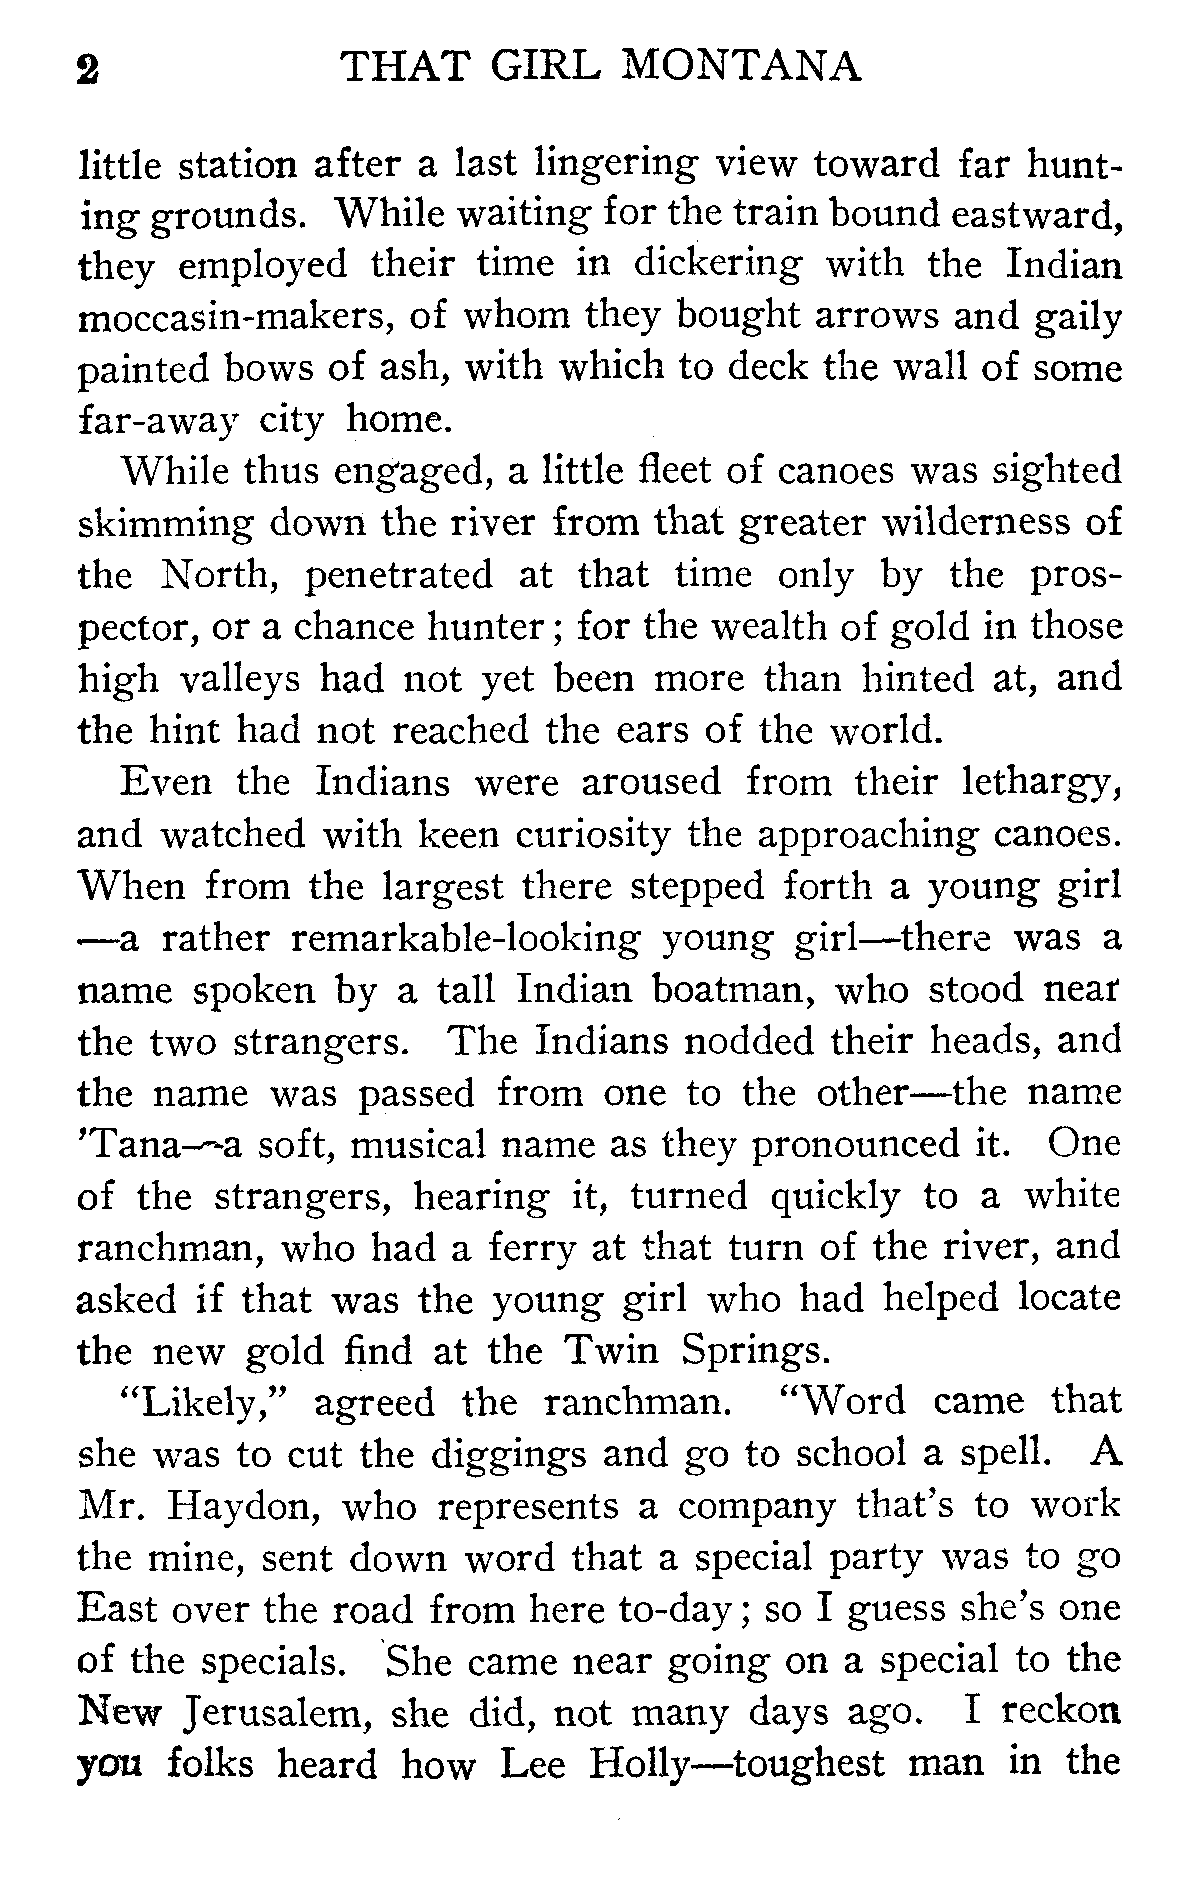 2 THAT GIRL MONTANA
little station after a last lingering view toward far hunt-
ing grounds. While waiting for the train bound eastward,
they employed their time in dickering with the Indian
moccasin-makers, of whom they bought arrows and gaily
painted bows of ash, with which to deck the wall of some
far-away city home.
While thus engaged, a little fleet of canoes was sighted
skimming down the river from that greater wilderness of
the North, penetrated at that time only by the pros-
pector, or a chance hunter; for the wealth of gold in those
high valleys had not yet been more than hinted at, and
the hint had not reached the ears of the world.
Even the Indians were aroused from their lethargy,
and watched with keen curiosity the approaching canoes.
When from the largest there stepped forth a young girl
—a rather remarkable-looking young girl—there was a
name spoken by a tall Indian boatman, who stood near
the two strangers. The Indians nodded their heads, and
the name was passed from one to the other—the name
’Tana—a soft, musical name as they pronounced it. One
of the strangers, hearing it, turned quickly to a white
ranchman, who had a ferry at that turn of the river, and
asked if that was the young girl who had helped locate
the new gold find at the Twin Springs.
“Likely,” agreed the ranchman. “Word came that
she was to cut the diggings and go to school a spell. A
Mr. Haydon, who represents a company that’s to work
the mine, sent down word that a special party was to go
East over the road from here to-day; so I guess she’s one
of the specials. She came near going on a special to the
New Jerusalem, she did, not many days ago. I reckon
you folks heard how Lee Holly—toughest man in the